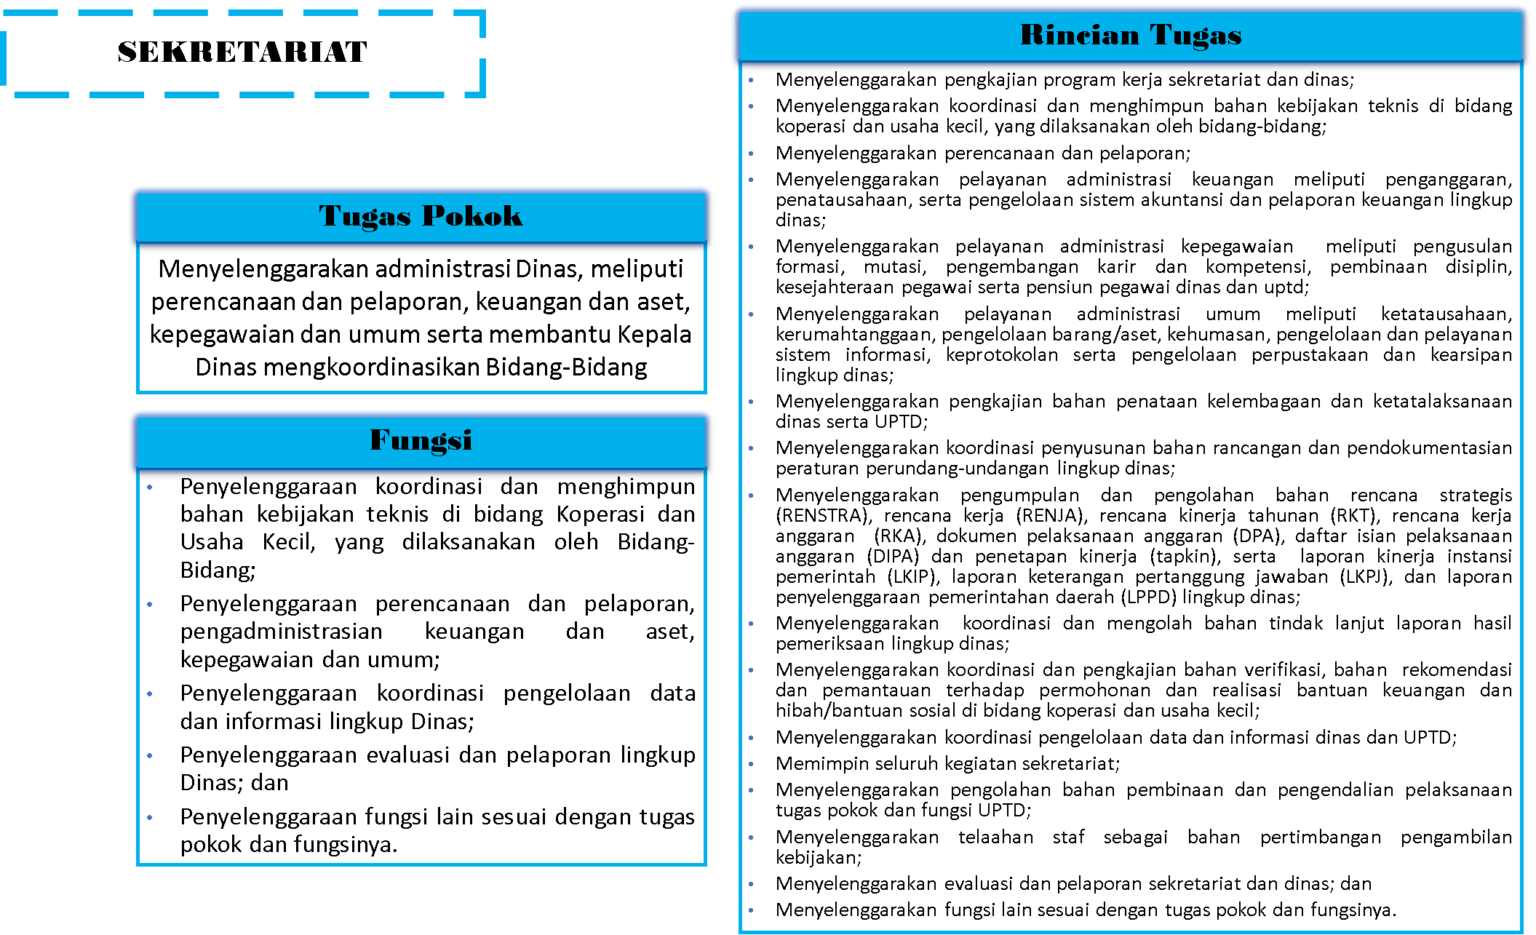 SEKRETARIAT
Tugas Pokok
Menyelenggarakan administrasi Dinas, meliputi
perencanaan dan pelaporan, keuangan dan aset,
kepegawaian dan umum serta membantu Kepala
Dinas mengkoordinasikan Bidang-Bidang
Fungsi
• Penyelenggaraan koordinasi dan menghimpun
bahan kebijakan teknis di bidang Koperasi dan
Usaha Kecil, yang dilaksanakan oleh Bidang-
Bidang;
• Penyelenggaraan perencanaan dan pelaporan,
pengadministrasian keuangan dan aset,
kepegawaian dan umum;
• Penyelenggaraan koordinasi pengelolaan data
dan informasi lingkup Dinas;
• Penyelenggaraan evaluasi dan pelaporan lingkup
Dinas; dan
• Penyelenggaraan fungsi lain sesuai dengan tugas
pokok dan fungsinya.
Rincian Tugas
• Menyelenggarakan pengkajian program kerja sekretariat dan dinas;
• Menyelenggarakan koordinasi dan menghimpun bahan kebijakan teknis di bidang
koperasi dan usaha kecil, yang dilaksanakan oleh bidang-bidang;
• Menyelenggarakan perencanaan dan pelaporan;
• Menyelenggarakan pelayanan administrasi keuangan meliputi penganggaran,
penatausahaan, serta pengelolaan sistem akuntansi dan pelaporan keuangan lingkup
dinas;
• Menyelenggarakan pelayanan administrasi kepegawaian meliputi pengusulan
formasi, mutasi, pengembangan karir dan kompetensi, pembinaan disiplin,
kesejahteraan pegawai serta pensiun pegawai dinas dan uptd;
• Menyelenggarakan pelayanan administrasi umum meliputi ketatausahaan,
kerumahtanggaan, pengelolaan barang/aset, kehumasan, pengelolaan dan pelayanan
sistem informasi, keprotokolan serta pengelolaan perpustakaan dan kearsipan
lingkup dinas;
• Menyelenggarakan pengkajian bahan penataan kelembagaan dan ketatalaksanaan
dinas serta UPTD;
• Menyelenggarakan koordinasi penyusunan bahan rancangan dan pendokumentasian
peraturan perundang-undangan lingkup dinas;
• Menyelenggarakan pengumpulan dan pengolahan bahan rencana strategis
(RENSTRA), rencana kerja (RENJA), rencana kinerja tahunan (RKT), rencana kerja
anggaran (RKA), dokumen pelaksanaan anggaran (DPA), daftar isian pelaksanaan
anggaran (DIPA) dan penetapan kinerja (tapkin), serta laporan kinerja instansi
pemerintah (LKIP), laporan keterangan pertanggung jawaban (LKPJ), dan laporan
penyelenggaraan pemerintahan daerah (LPPD) lingkup dinas;
• Menyelenggarakan koordinasi dan mengolah bahan tindak lanjut laporan hasil
pemeriksaan lingkup dinas;
• Menyelenggarakan koordinasi dan pengkajian bahan verifikasi, bahan rekomendasi
dan pemantauan terhadap permohonan dan realisasi bantuan keuangan dan
hibah/bantuan sosial di bidang koperasi dan usaha kecil;
• Menyelenggarakan koordinasi pengelolaan data dan informasi dinas dan UPTD;
• Memimpin seluruh kegiatan sekretariat;
• Menyelenggarakan pengolahan bahan pembinaan dan pengendalian pelaksanaan
tugas pokok dan fungsi UPTD;
• Menyelenggarakan telaahan staf sebagai bahan pertimbangan pengambilan
kebijakan;
• Menyelenggarakan evaluasi dan pelaporan sekretariat dan dinas; dan
• Menyelenggarakan fungsi lain sesuai dengan tugas pokok dan fungsinya.